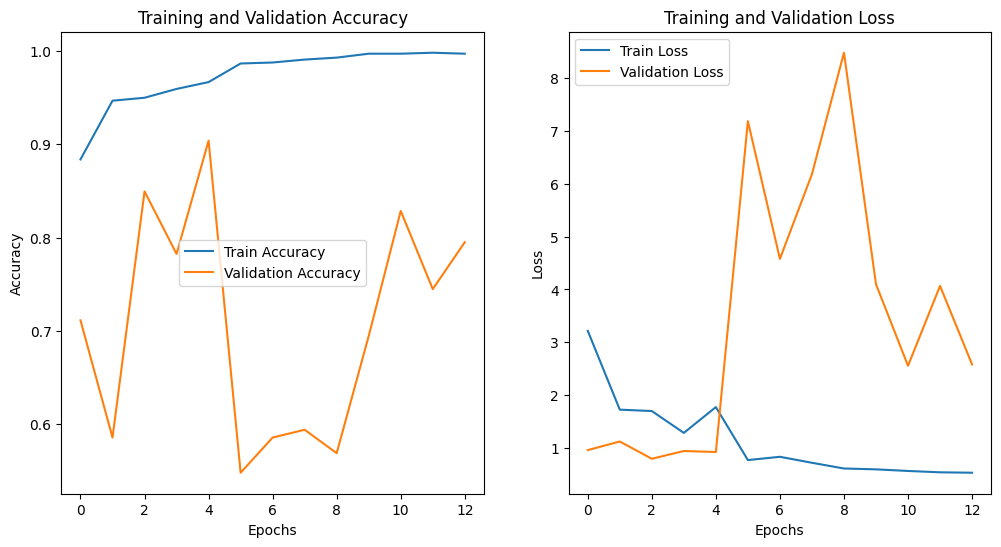 Training and Validation Accuracy
1.0
0.9
0.8
0.7
0.6
Accuracy
Train Accuracy
Validation Accuracy
0 2 4 6 8 10 12
Epochs
Training and Validation Loss
Train Loss
Validation Loss
8
7
6
5
4
3
2
1
Loss
0 2 4 6 8 10 12
Epochs